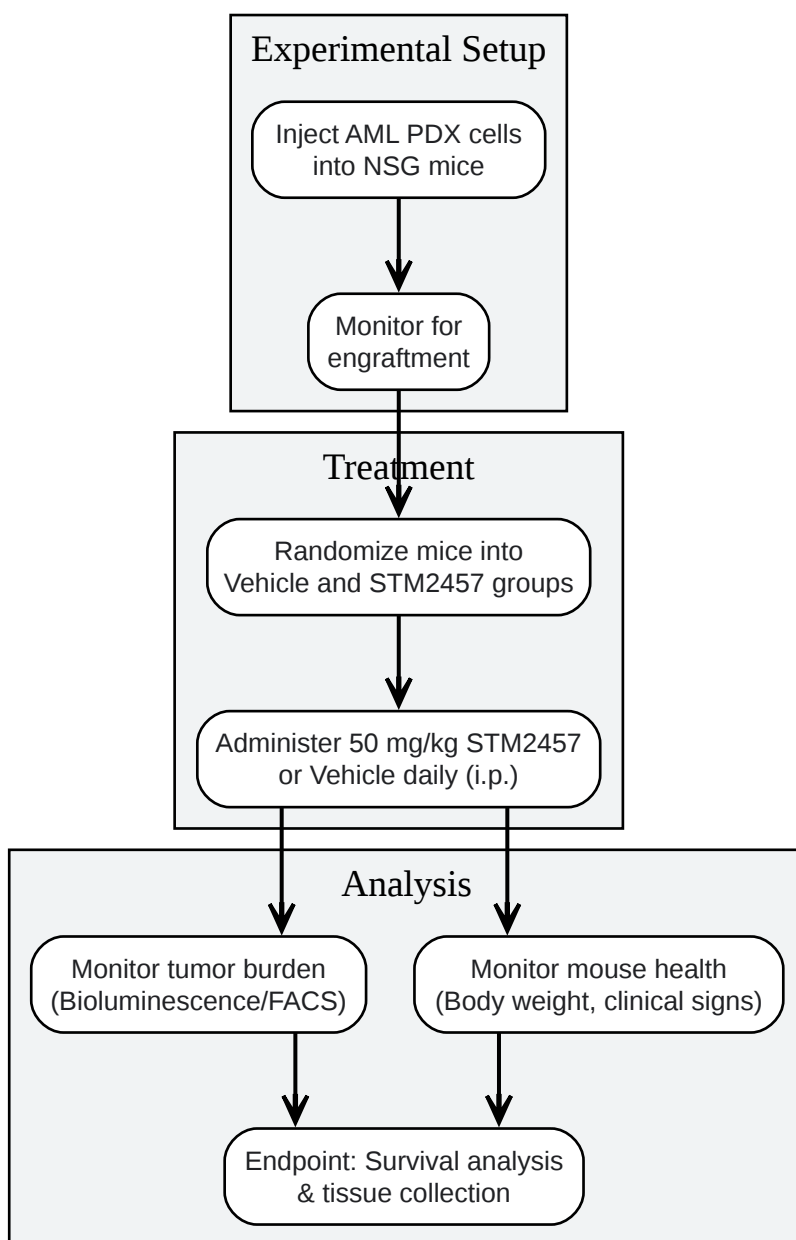 Experimental Setup
Inject AML PDX cells
into NSG mice
Monitor for
engraftment
Treatment
Randomize mice into
Vehicle and STM2457 groups
Administer 50 mg/kg STM2457
or Vehicle daily (i.p.)
Analysis
Monitor tumor burden
(Bioluminescence/FACS)
Monitor mouse health
(Body weight, clinical signs)
Endpoint: Survival analysis
& tissue collection